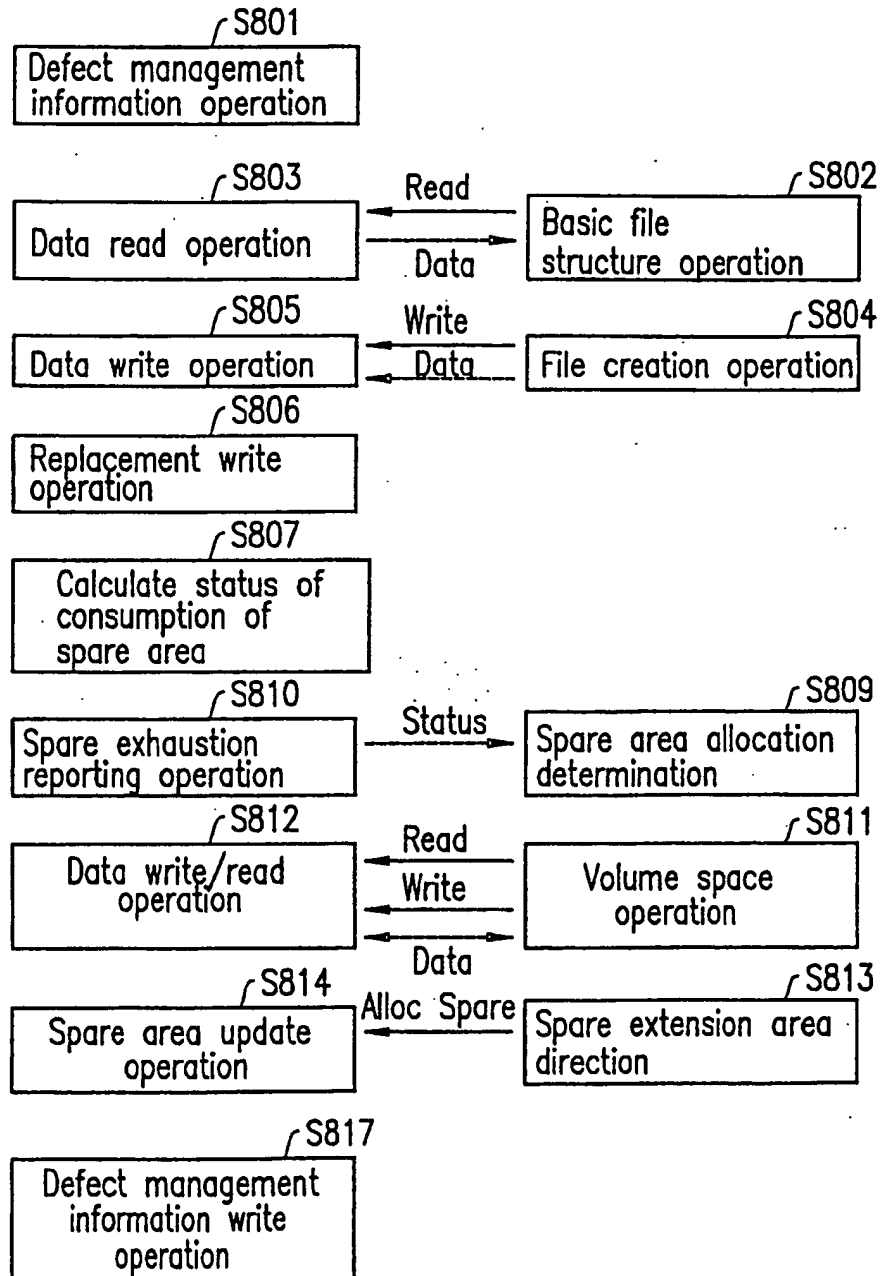 S801
Defect management
information operation
S803
Read
S802
Data read operation
Basic file
structure operation
Data
S805
Write
S804
Data write operation
Data
File creation operation
S806
Replacement write
operation
S807
Calculate status of
consumption of
spare area
S810
Status
S809
Spare exhaustion
reporting operation
Spare area allocation
determination
S812
Read
S811
Data write/read
operation
Write
Volume space
operation
Data
S814
Alloc Spare
S813
Spare area update
operation
Spare extension area
direction
S817
Defect management
information write
operation